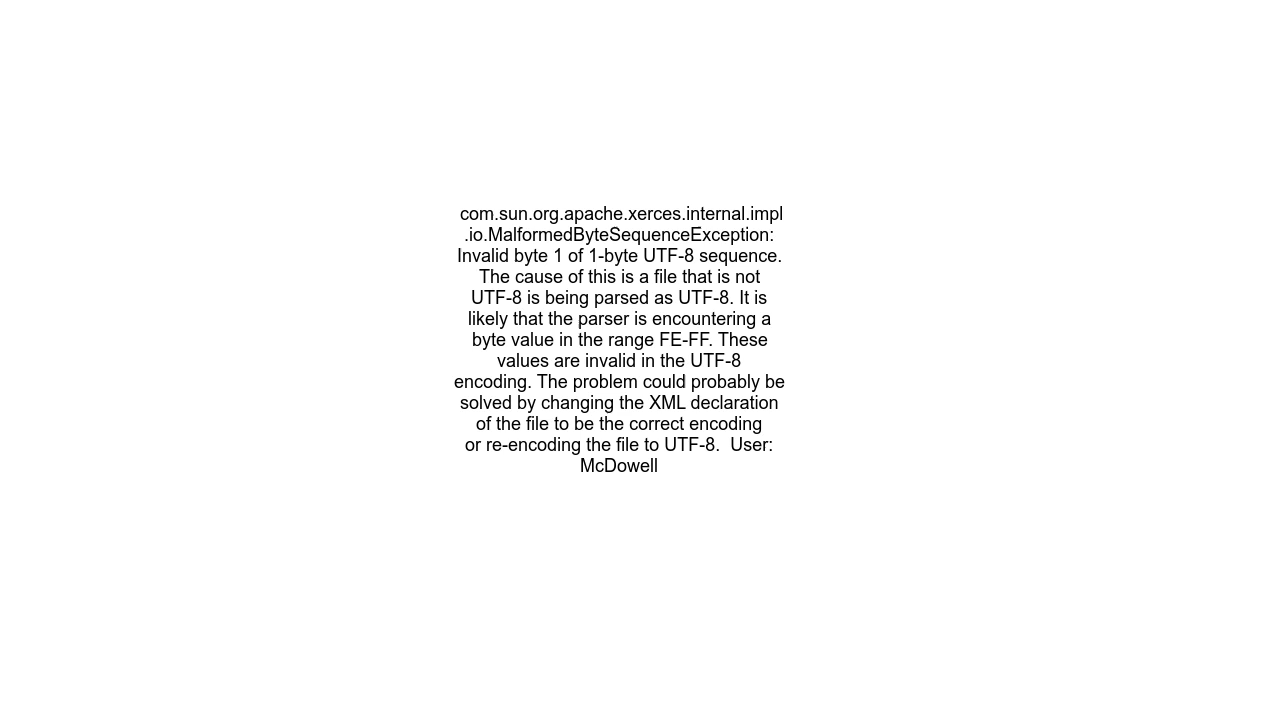 com.sun.org.apache.xerces.internal.impl
.io.MalformedByteSequenceException:
Invalid byte 1 of 1-byte UTF-8 sequence.
The cause of this is a file that is not
UTF-8 is being parsed as UTF-8. It is
likely that the parser is encountering a
byte value in the range FE-FF. These
values are invalid in the UTF-8
encoding. The problem could probably be
solved by changing the XML declaration
of the file to be the correct encoding
or re-encoding the file to UTF-8.  User:
McDowell